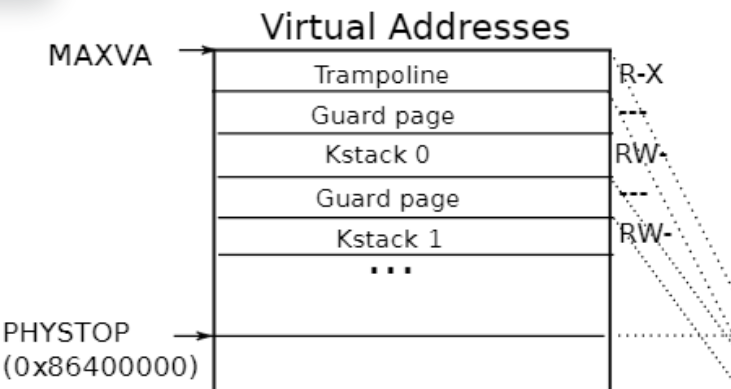 Virtual Addresses
MAXVA
Trampoline R-X
Guard page ---
Kstack 0 RW-
Guard page ---
Kstack 1 RW-
...
PHYSTOP
(0x86400000)